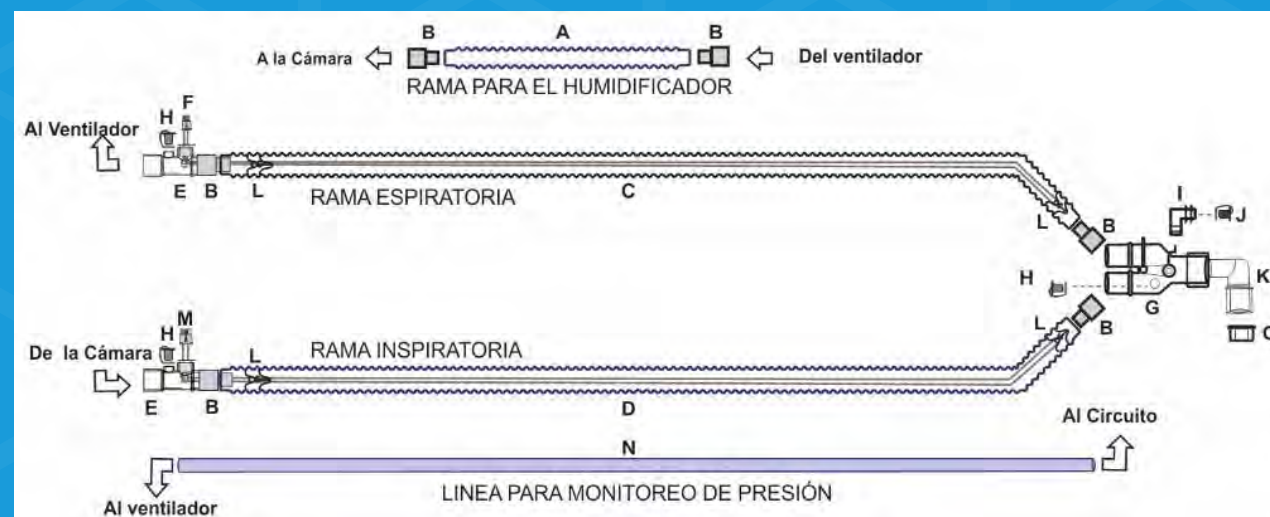 B A B
A la Cámara Del ventilador
RAMA PARA EL HUMIDIFICADOR
H F
Al Ventilador
E B L C
RAMA ESPIRATORIA
L B I J
H G K
L B
H M
De la Cámara L RAMA INSPIRATORIA
E B D
Al Circuito
N
Al ventilador LINEA PARA MONITOREO DE PRESIÓN